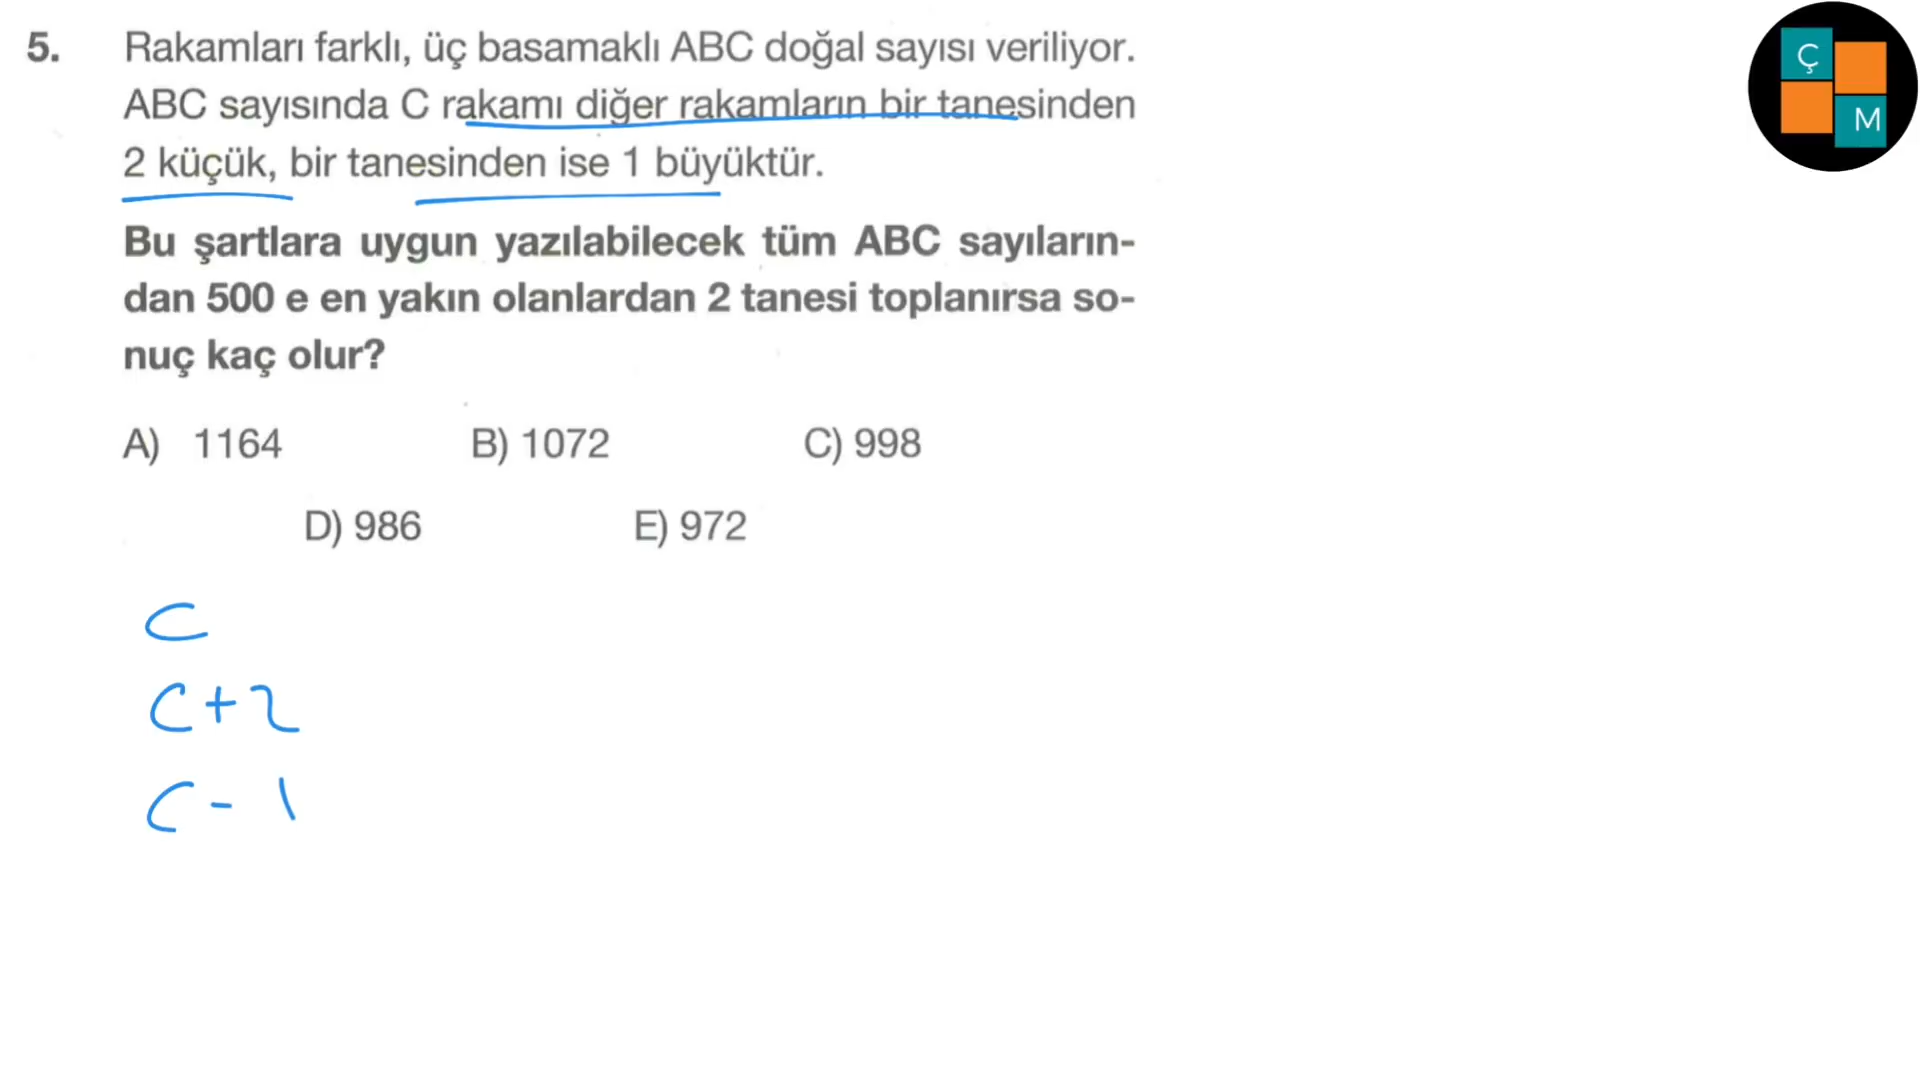 5. Rakamları farklı, üç basamaklı ABC doğal sayısı veriliyor.
ABC sayısında C rakamı diğer rakamların bir tanesinden
2 küçük, bir tanesinden ise 1 büyüktür.
Bu şartlara uygun yazılabilecek tüm ABC sayıların-
dan 500 e en yakın olanlardan 2 tanesi toplanırsa so-
nuç kaç olur?
A) 1164 B) 1072 C) 998
D) 986 E) 972
C
C+2
C-1
Ç
M